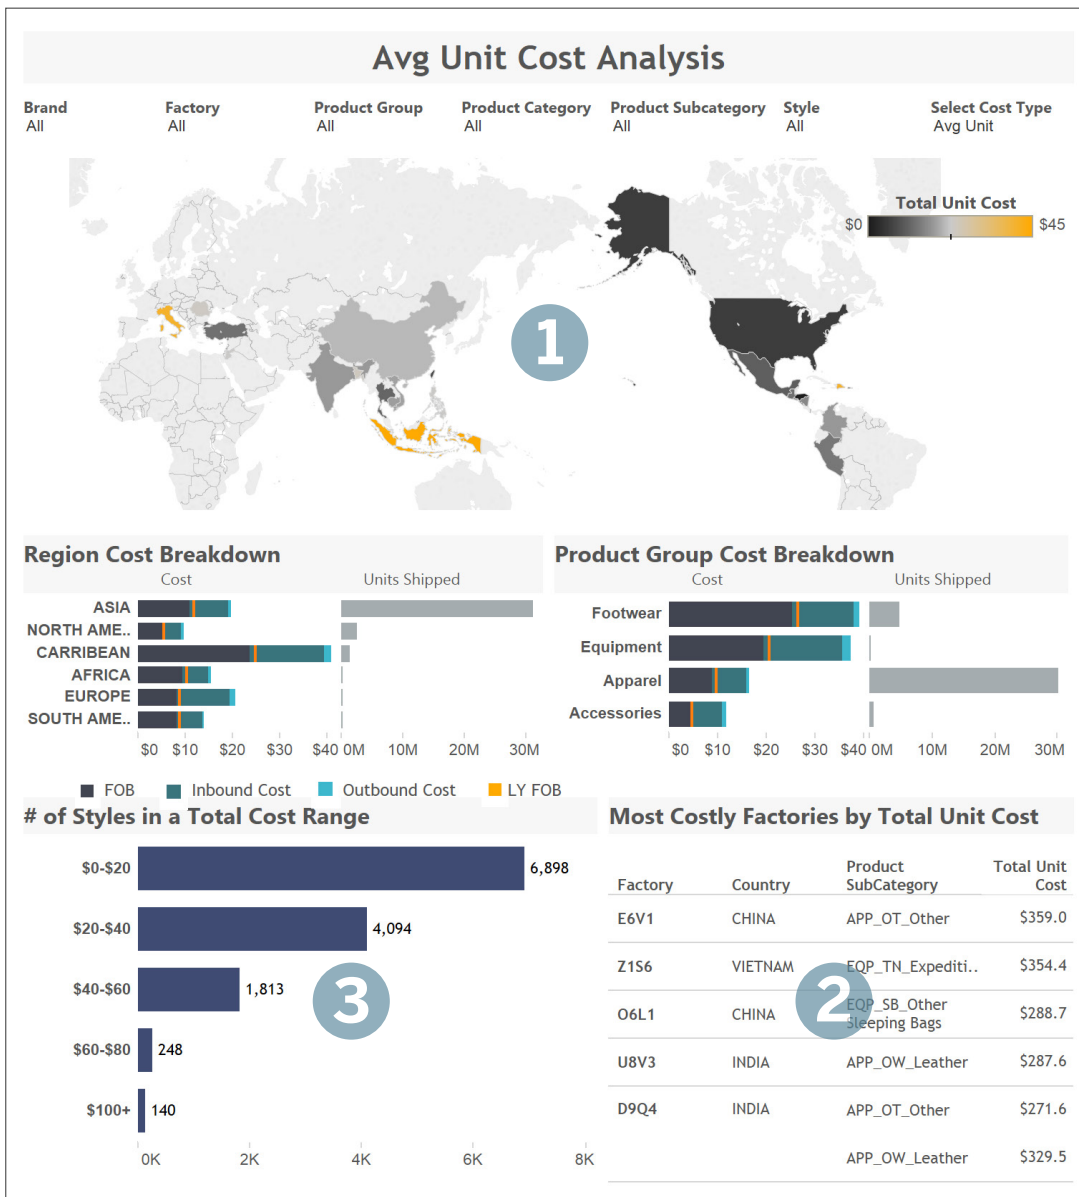 Avg Unit Cost Analysis
Brand Factory Product Group Product Category Product Subcategory Style Select Cost Type
All All All All All All Avg Unit
Total Unit Cost
$0 $45
1
Region Cost Breakdown
Cost Units Shipped
ASIA
NORTH AME..
CARRIBEAN
AFRICA
EUROPE
SOUTH AME..
$0 $10 $20 $30 $40 0M 10M 20M 30M
Product Group Cost Breakdown
Cost Units Shipped
Footwear
Equipment
Apparel
Accessories
$0 $10 $20 $30 $40 0M 10M 20M 30M
FOB Inbound Cost Outbound Cost LY FOB
# of Styles in a Total Cost Range
$0-$20 6,898
$20-$40 4,094
$40-$60 1,813
$60-$80 248
$100+ 140
0K 2K 4K 6K 8K
3
Most Costly Factories by Total Unit Cost
Factory Country Product SubCategory Total Unit Cost
E6V1 CHINA APP_OT_Other $359.0
Z1S6 VIETNAM EQP_TN_Expediti.. $354.4
O6L1 CHINA EQP_SB_Other Sleeping Bags $288.7
U8V3 INDIA APP_OW_Leather $287.6
D9Q4 INDIA APP_OT_Other $271.6
APP_OW_Leather $329.5
2